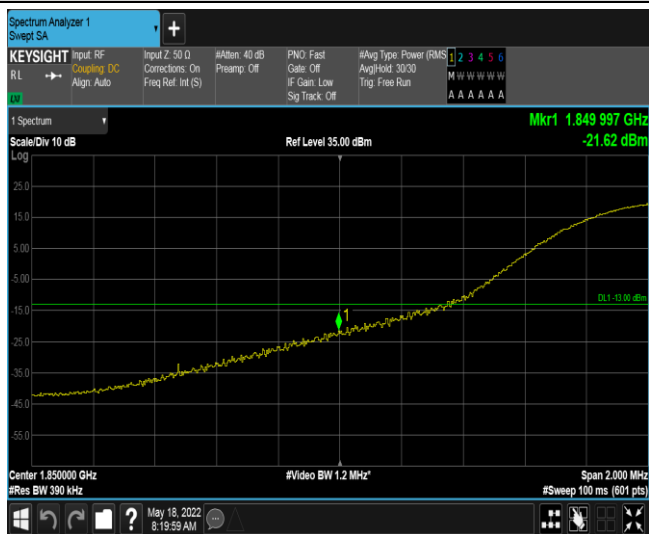 Spectrum Analyzer 1
Swept SA
KEYSIGHT
RL
LXI
Input: RF
Coupling: DC
Align: Auto
Input Z: 50 Ω
Corrections: On
Freq Ref: Int (S)
#Atten: 40 dB
Preamp: Off
PNO: Fast
Gate: Off
IF Gain: Low
Sig Track: Off
#Avg Type: Power (RMS
Avg|Hold: 30/30
Trig: Free Run
1 2 3 4 5 6
M W W W W W
A A A A A A
1 Spectrum
Mkr1 1.849 997 GHz
-21.62 dBm
Scale/Div 10 dB
Ref Level 35.00 dBm
Log
25.0
15.0
5.00
-5.00
DL1 -13.00 dBm
-15.0
1
-25.0
-35.0
-45.0
-55.0
Center 1.850000 GHz
#Video BW 1.2 MHz*
Span 2.000 MHz
#Res BW 390 kHz
#Sweep 100 ms (601 pts)
?
May 18, 2022
8:19:59 AM